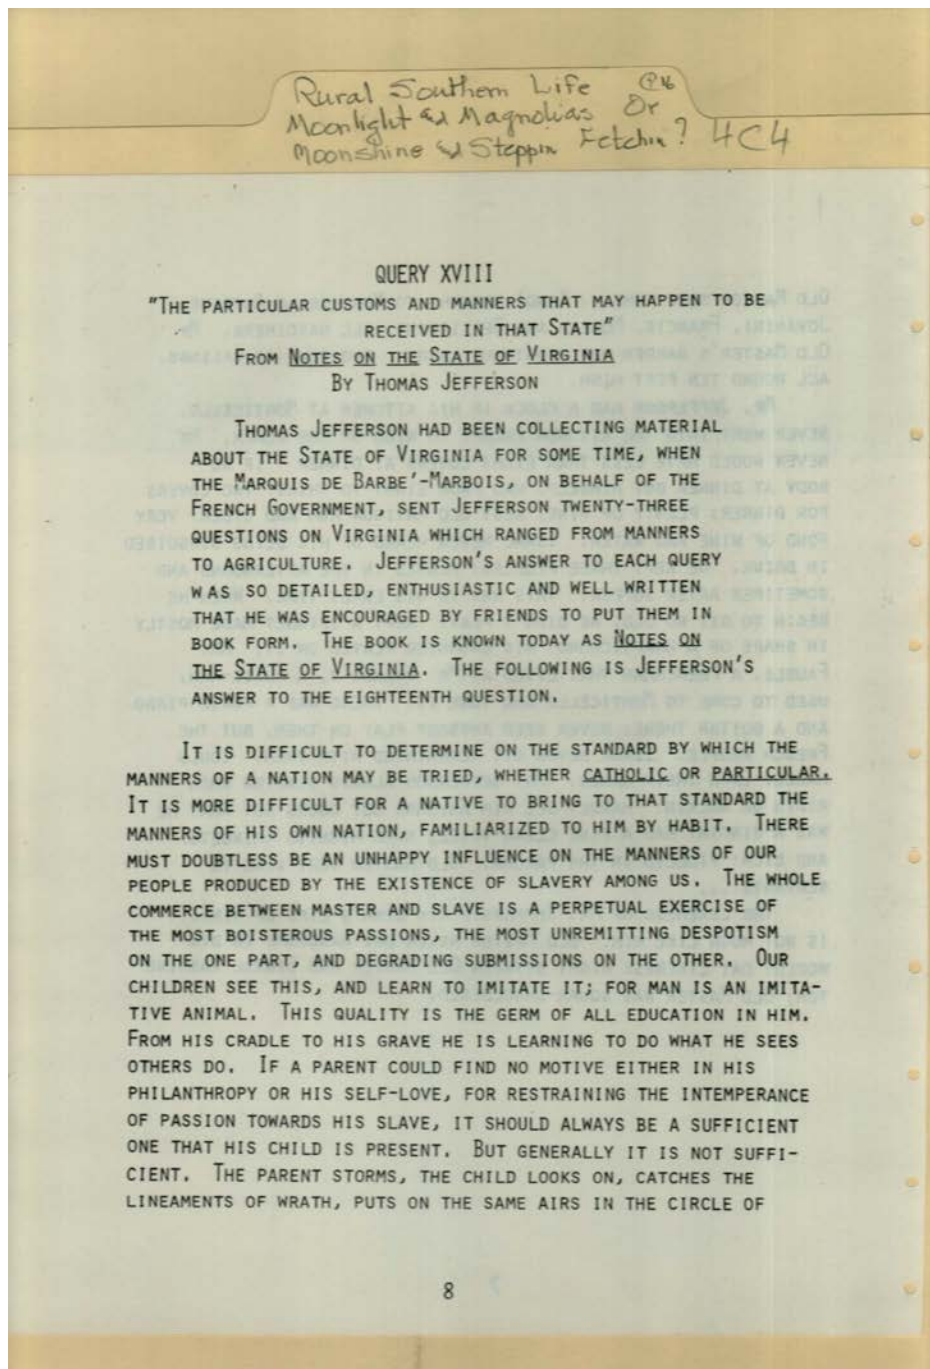 Rural Southern Life
Moonlight & Magnolias Or
Moonshine & Steppin Fetchin? 4C4
QUERY XVIII
"THE PARTICULAR CUSTOMS AND MANNERS THAT MAY HAPPEN TO BE
RECEIVED IN THAT STATE"
FROM NOTES ON THE STATE OF VIRGINIA
BY THOMAS JEFFERSON
THOMAS JEFFERSON HAD BEEN COLLECTING MATERIAL
ABOUT THE STATE OF VIRGINIA FOR SOME TIME, WHEN
THE MARQUIS DE BARBE'-MARBOIS, ON BEHALF OF THE
FRENCH GOVERNMENT, SENT JEFFERSON TWENTY-THREE
QUESTIONS ON VIRGINIA WHICH RANGED FROM MANNERS
TO AGRICULTURE. JEFFERSON'S ANSWER TO EACH QUERY
WAS SO DETAILED, ENTHUSIASTIC AND WELL WRITTEN
THAT HE WAS ENCOURAGED BY FRIENDS TO PUT THEM IN
BOOK FORM. THE BOOK IS KNOWN TODAY AS NOTES ON
THE STATE OF VIRGINIA. THE FOLLOWING IS JEFFERSON'S
ANSWER TO THE EIGHTEENTH QUESTION.
IT IS DIFFICULT TO DETERMINE ON THE STANDARD BY WHICH THE
MANNERS OF A NATION MAY BE TRIED, WHETHER CATHOLIC OR PARTICULAR.
IT IS MORE DIFFICULT FOR A NATIVE TO BRING TO THAT STANDARD THE
MANNERS OF HIS OWN NATION, FAMILIARIZED TO HIM BY HABIT. THERE
MUST DOUBTLESS BE AN UNHAPPY INFLUENCE ON THE MANNERS OF OUR
PEOPLE PRODUCED BY THE EXISTENCE OF SLAVERY AMONG US. THE WHOLE
COMMERCE BETWEEN MASTER AND SLAVE IS A PERPETUAL EXERCISE OF
THE MOST BOISTEROUS PASSIONS, THE MOST UNREMITTING DESPOTISM
ON THE ONE PART, AND DEGRADING SUBMISSIONS ON THE OTHER. OUR
CHILDREN SEE THIS, AND LEARN TO IMITATE IT; FOR MAN IS AN IMITA-
TIVE ANIMAL. THIS QUALITY IS THE GERM OF ALL EDUCATION IN HIM.
FROM HIS CRADLE TO HIS GRAVE HE IS LEARNING TO DO WHAT HE SEES
OTHERS DO. IF A PARENT COULD FIND NO MOTIVE EITHER IN HIS
PHILANTHROPY OR HIS SELF-LOVE, FOR RESTRAINING THE INTEMPERANCE
OF PASSION TOWARDS HIS SLAVE, IT SHOULD ALWAYS BE A SUFFICIENT
ONE THAT HIS CHILD IS PRESENT. BUT GENERALLY IT IS NOT SUFFI-
CIENT. THE PARENT STORMS, THE CHILD LOOKS ON, CATCHES THE
LINEAMENTS OF WRATH, PUTS ON THE SAME AIRS IN THE CIRCLE OF
8